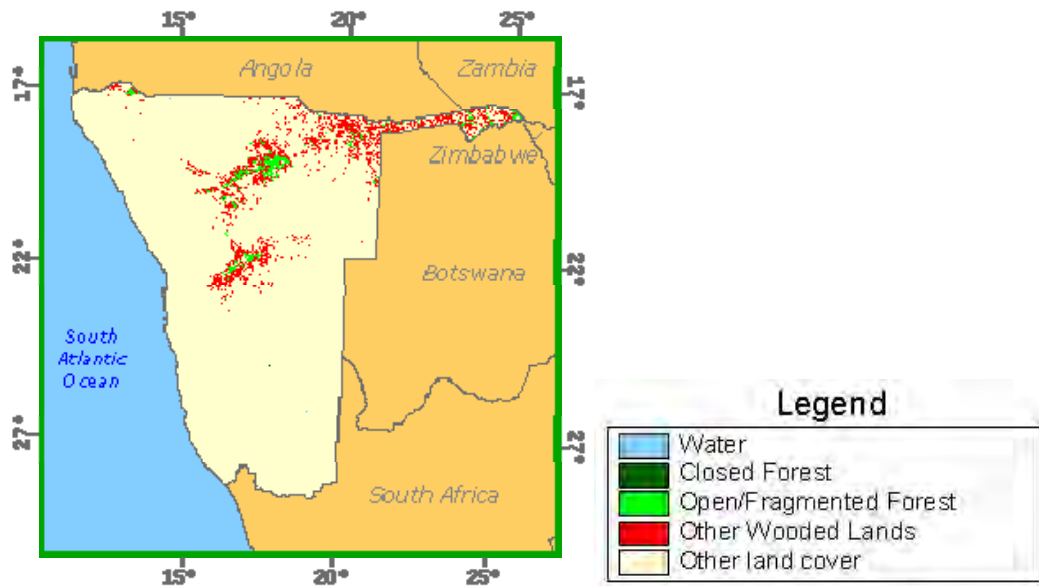 15° 20° 25°
Angola Zambia
17° 17°
Zimbabwe
22° 22°
Botswana
South
Atlantic
Ocean
27° 27°
South Africa
15° 20° 25°
Legend
Water
Closed Forest
Open/Fragmented Forest
Other Wooded Lands
Other land cover